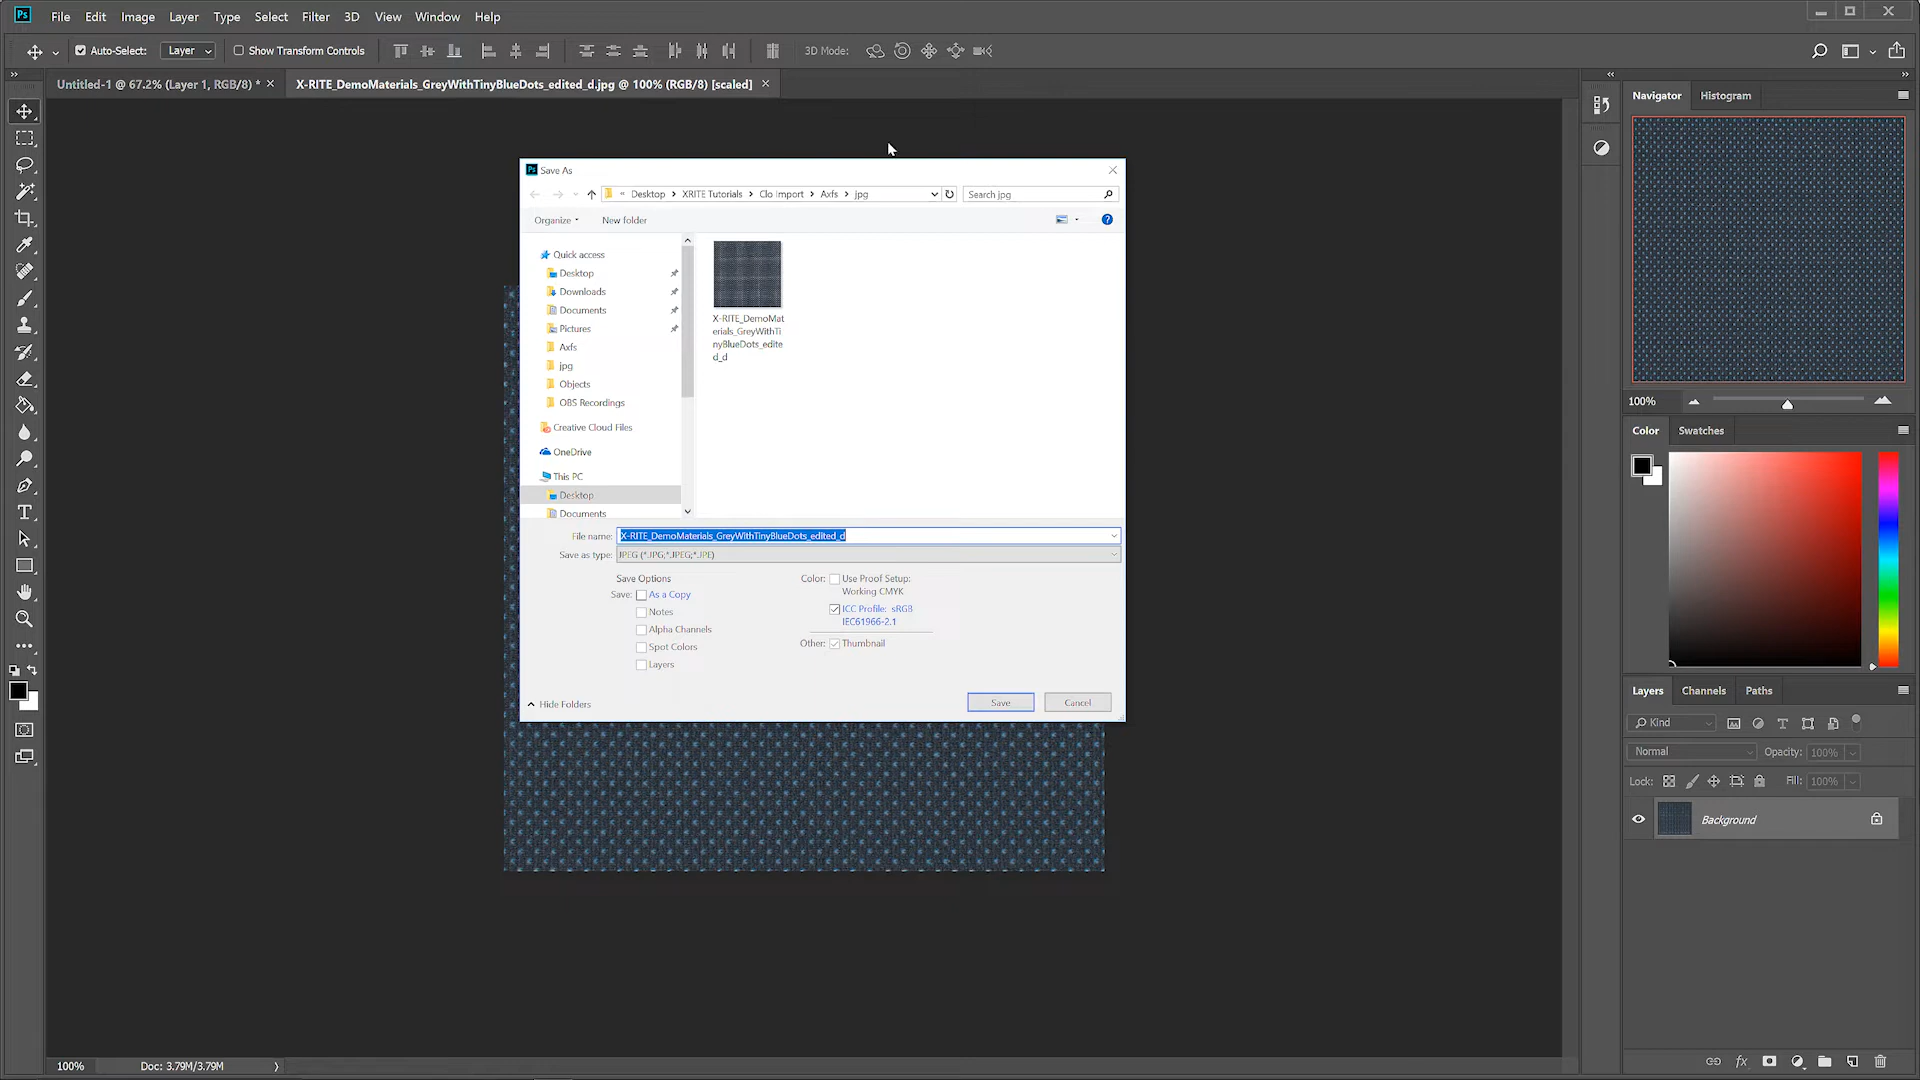 Ps File Edit Image Layer Type Select Filter 3D View Window Help
Auto-Select: Layer Show Transform Controls 3D Mode:
Untitled-1 @ 67.2% (Layer 1, RGB/8) *
X-RITE_DemoMaterials_GreyWithTinyBlueDots_edited_d.jpg @ 100% (RGB/8) [scaled]
Navigator Histogram
Ps Save As
« Desktop > XRITE Tutorials > Clo Import > Axfs > jpg
Search jpg
Organize New folder
Quick access
Desktop
Downloads
Documents
Pictures
Axfs
jpg
Objects
OBS Recordings
Creative Cloud Files
OneDrive
This PC
Desktop
Documents
X-RITE_DemoMat
erials_GreyWithTi
nyBlueDots_edite
d_d
File name: X-RITE_DemoMaterials_GreyWithTinyBlueDots_edited_d
Save as type: JPEG (*.JPG;*.JPEG;*.JPE)
Save Options
Save: As a Copy
Notes
Alpha Channels
Spot Colors
Layers
Color: Use Proof Setup:
Working CMYK
ICC Profile: sRGB
IEC61966-2.1
Other: Thumbnail
Hide Folders
Save
Cancel
100%
Color Swatches
Layers Channels Paths
Kind
Normal Opacity: 100%
Lock: Fill: 100%
Background
fx
100% Doc: 3.79M/3.79M